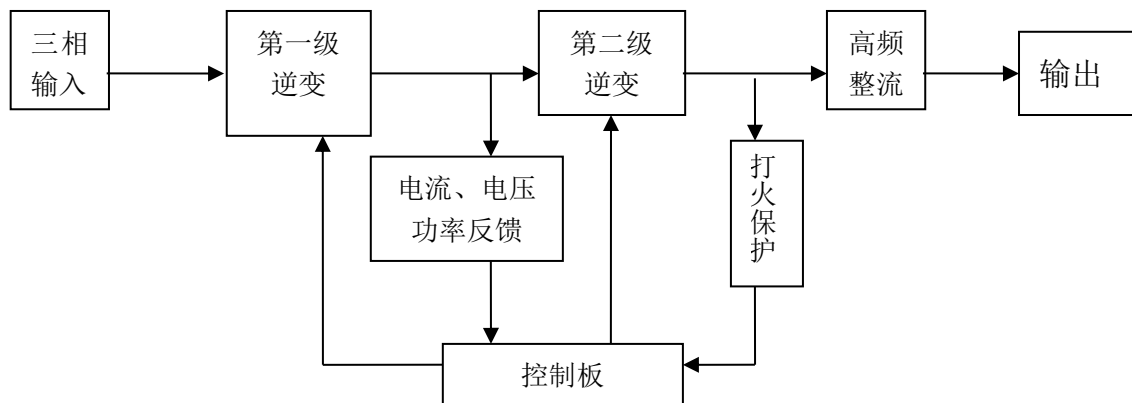 三相
输入
第一级
逆变
第二级
逆变
高频
整流
输出
电流、电压
功率反馈
打
火
保
护
控制板